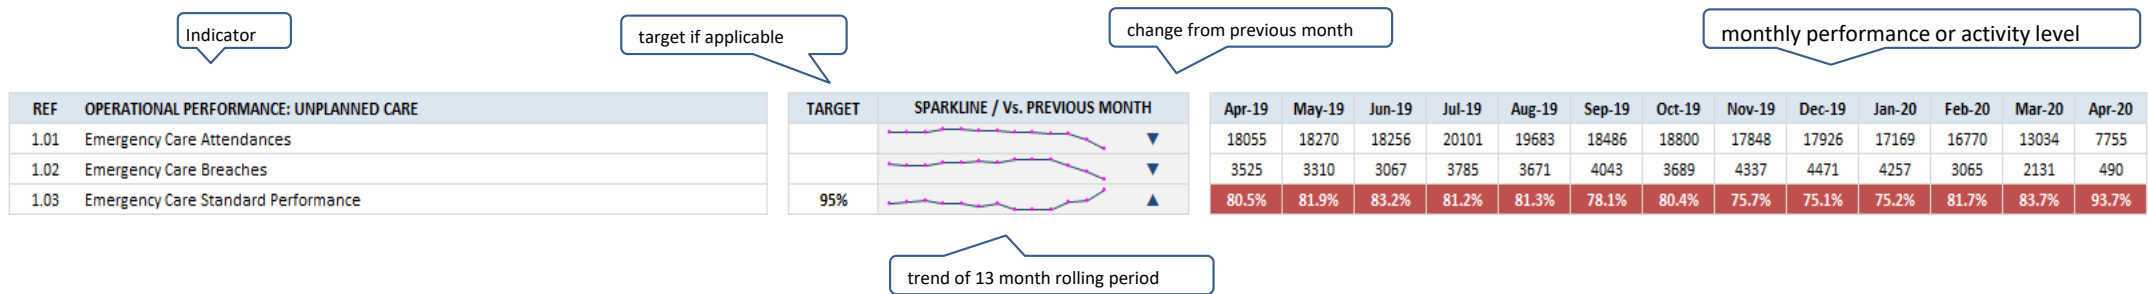 Indicator
target if applicable
change from previous month
monthly performance or activity level
REF OPERATIONAL PERFORMANCE: UNPLANNED CARE TARGET SPARKLINE / Vs. PREVIOUS MONTH Apr-19 May-19 Jun-19 Jul-19 Aug-19 Sep-19 Oct-19 Nov-19 Dec-19 Jan-20 Feb-20 Mar-20 Apr-20
1.01 Emergency Care Attendances ▼ 18055 18270 18256 20101 19683 18486 18800 17848 17926 17169 16770 13034 7755
1.02 Emergency Care Breaches ▼ 3525 3310 3067 3785 3671 4043 3689 4337 4471 4257 3065 2131 490
1.03 Emergency Care Standard Performance 95% ▲ 80.5% 81.9% 83.2% 81.2% 81.3% 78.1% 80.4% 75.7% 75.1% 75.2% 81.7% 83.7% 93.7%
trend of 13 month rolling period